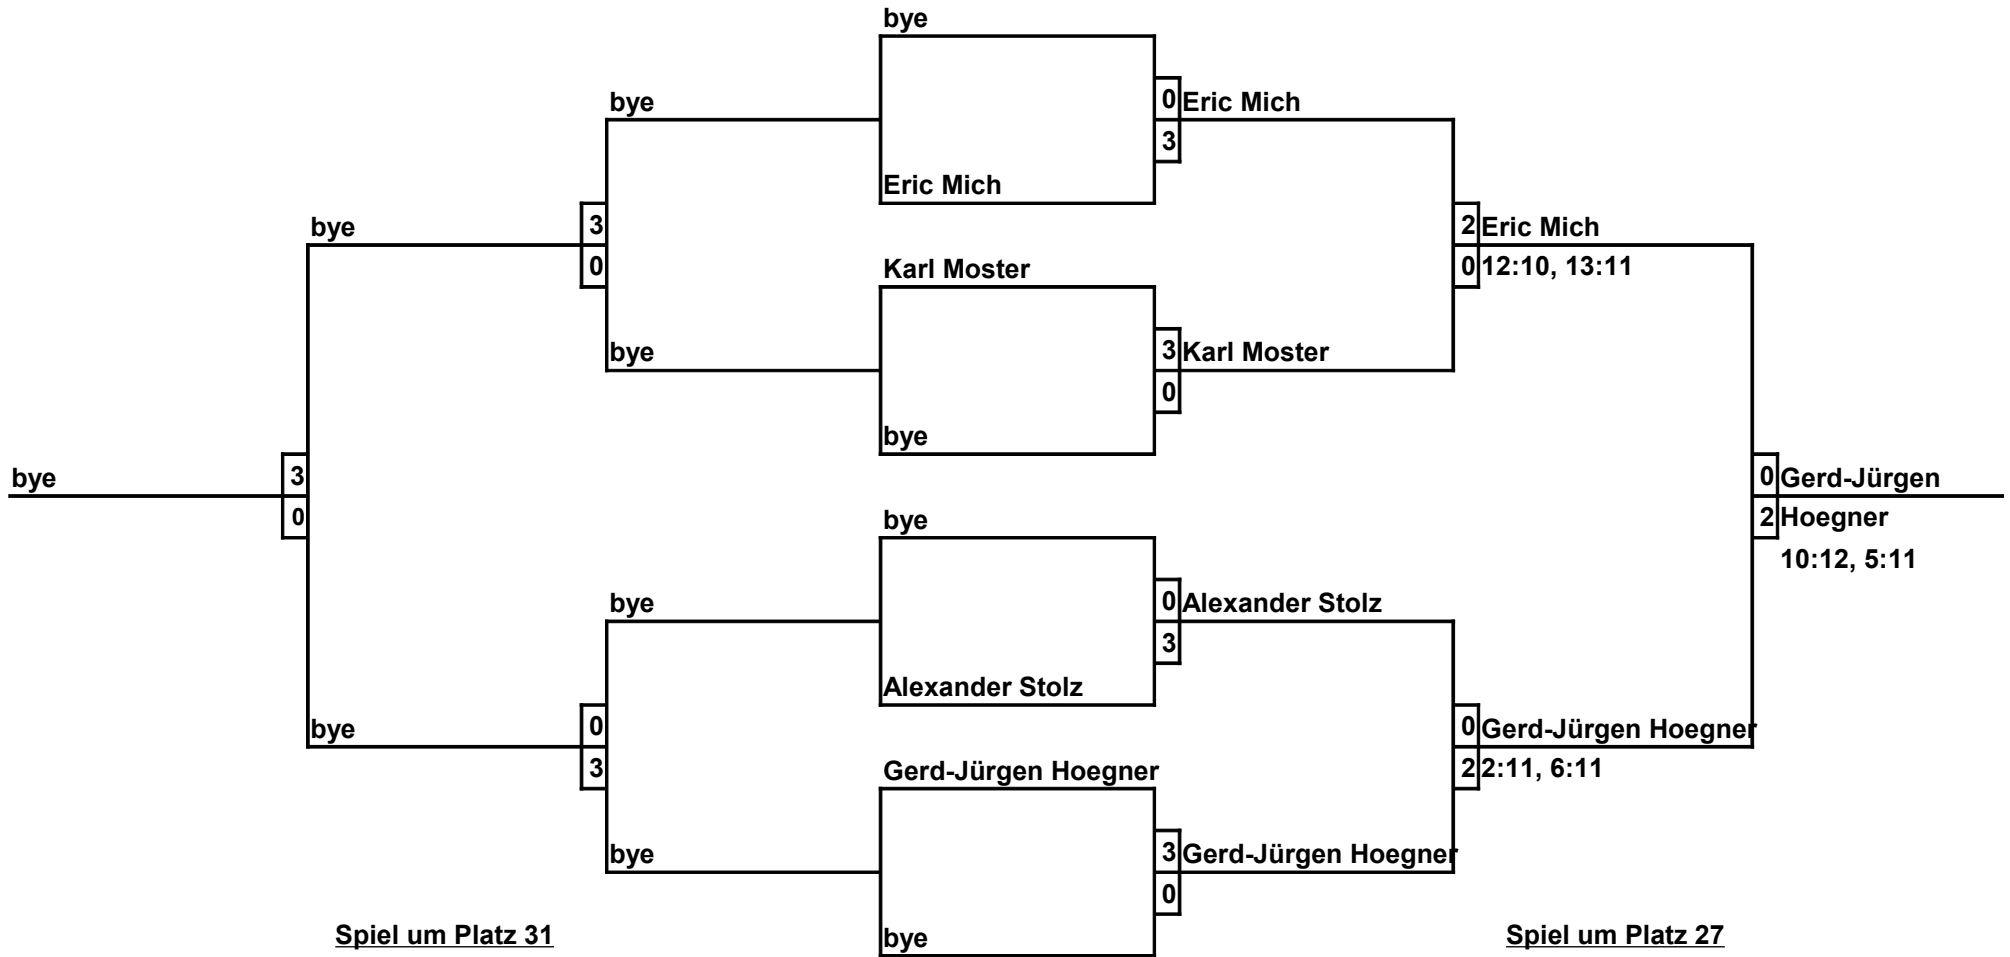 bye
bye
0 Eric Mich
3
Eric Mich
bye
3
0
2 Eric Mich
0 12:10, 13:11
Karl Moster
bye
3 Karl Moster
0
bye
bye
3
0
0 Gerd-Jürgen
2 Hoegner
10:12, 5:11
bye
bye
0 Alexander Stolz
3
Alexander Stolz
bye
0
3
0 Gerd-Jürgen Hoegner
2 2:11, 6:11
Gerd-Jürgen Hoegner
bye
3 Gerd-Jürgen Hoegner
0
bye
Spiel um Platz 31
Spiel um Platz 27